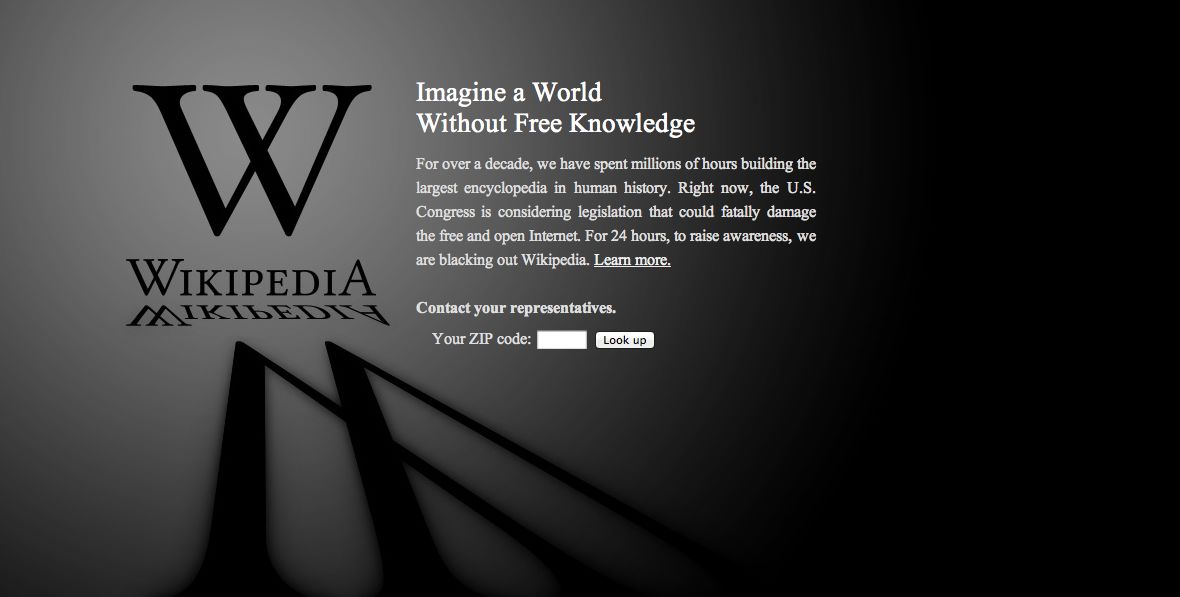 W
Imagine a World
Without Free Knowledge
For over a decade, we have spent millions of hours building the
largest encyclopedia in human history. Right now, the U.S.
Congress is considering legislation that could fatally damage
the free and open Internet. For 24 hours, to raise awareness, we
are blacking out Wikipedia. Learn more.
WIKIPEDIA
Contact your representatives.
Your ZIP code: Look up